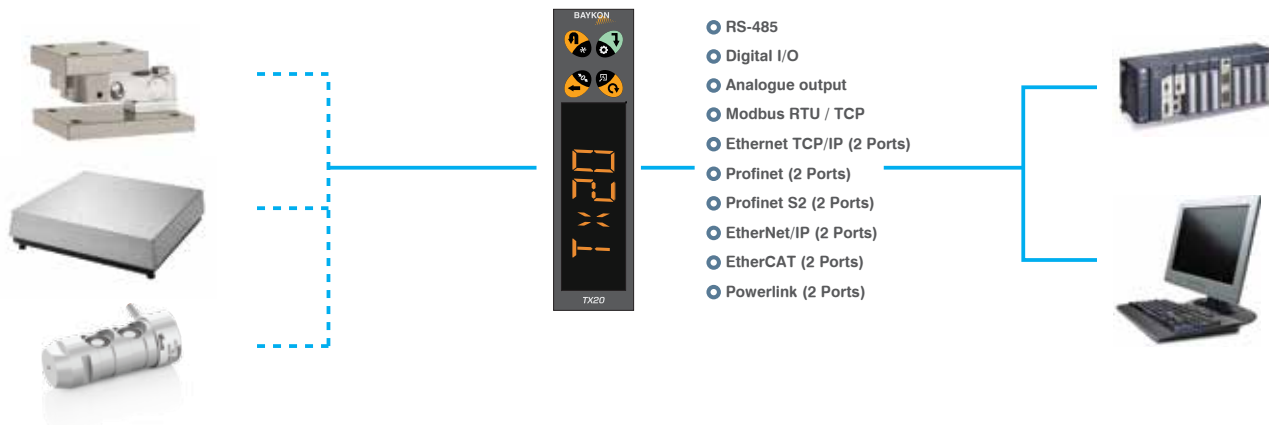 BAYKON
TX20
TX20
RS-485
Digital I/O
Analogue output
Modbus RTU / TCP
Ethernet TCP/IP (2 Ports)
Profinet (2 Ports)
Profinet S2 (2 Ports)
EtherNet/IP (2 Ports)
EtherCAT (2 Ports)
Powerlink (2 Ports)